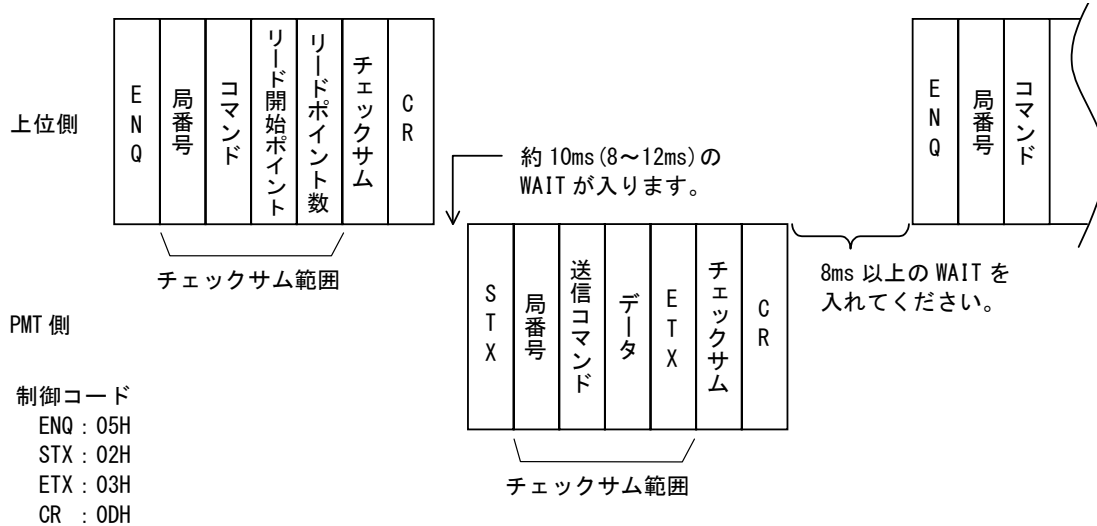 上位側
ENQ
局番号
コマンド
リード開始ポイント
リードポイント数
チェックサム
CR
チェックサム範囲
約10ms(8～12ms)の
WAITが入ります。
ENQ
局番号
コマンド
8ms以上のWAITを
入れてください。
PMT側
STX
局番号
送信コマンド
データ
ETX
チェックサム
CR
チェックサム範囲
制御コード
ENQ：05H
STX：02H
ETX：03H
CR ：0DH